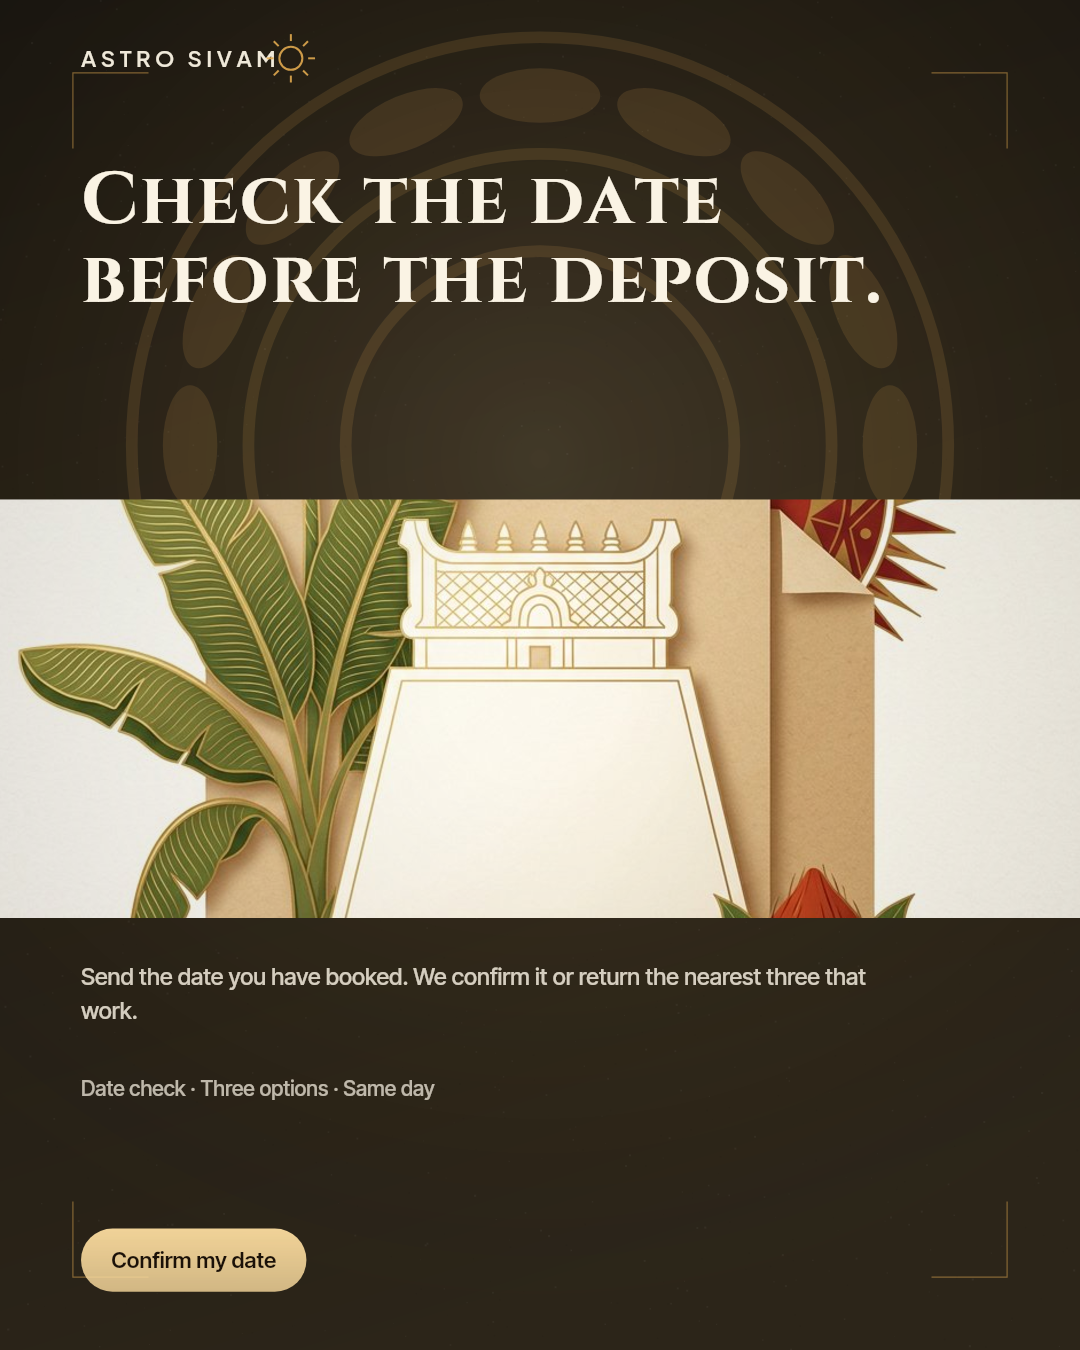 ASTRO SIVAM
Check the date
before the deposit.
Send the date you have booked. We confirm it or return the nearest three that
work.
Date check · Three options · Same day
Confirm my date